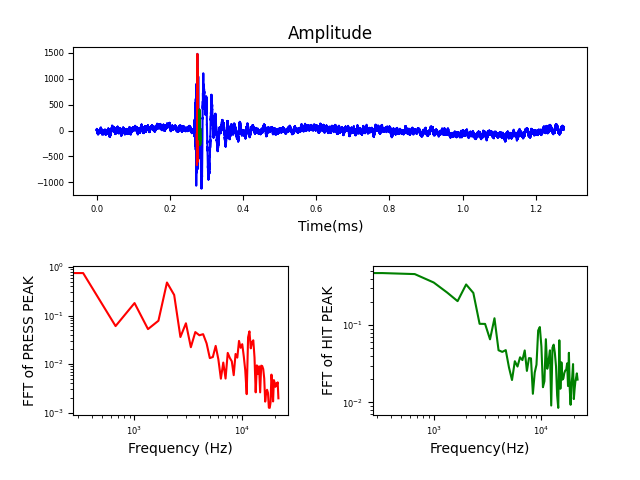 Amplitude
1500
1000
500
0
−500
−1000
0.0 0.2 0.4 0.6 0.8 1.0 1.2
Time(ms)
FFT of PRESS PEAK
10⁰
10⁻¹
10⁻²
10⁻³
10³ 10⁴
Frequency (Hz)
FFT of HIT PEAK
10⁻¹
10⁻²
10³ 10⁴
Frequency(Hz)